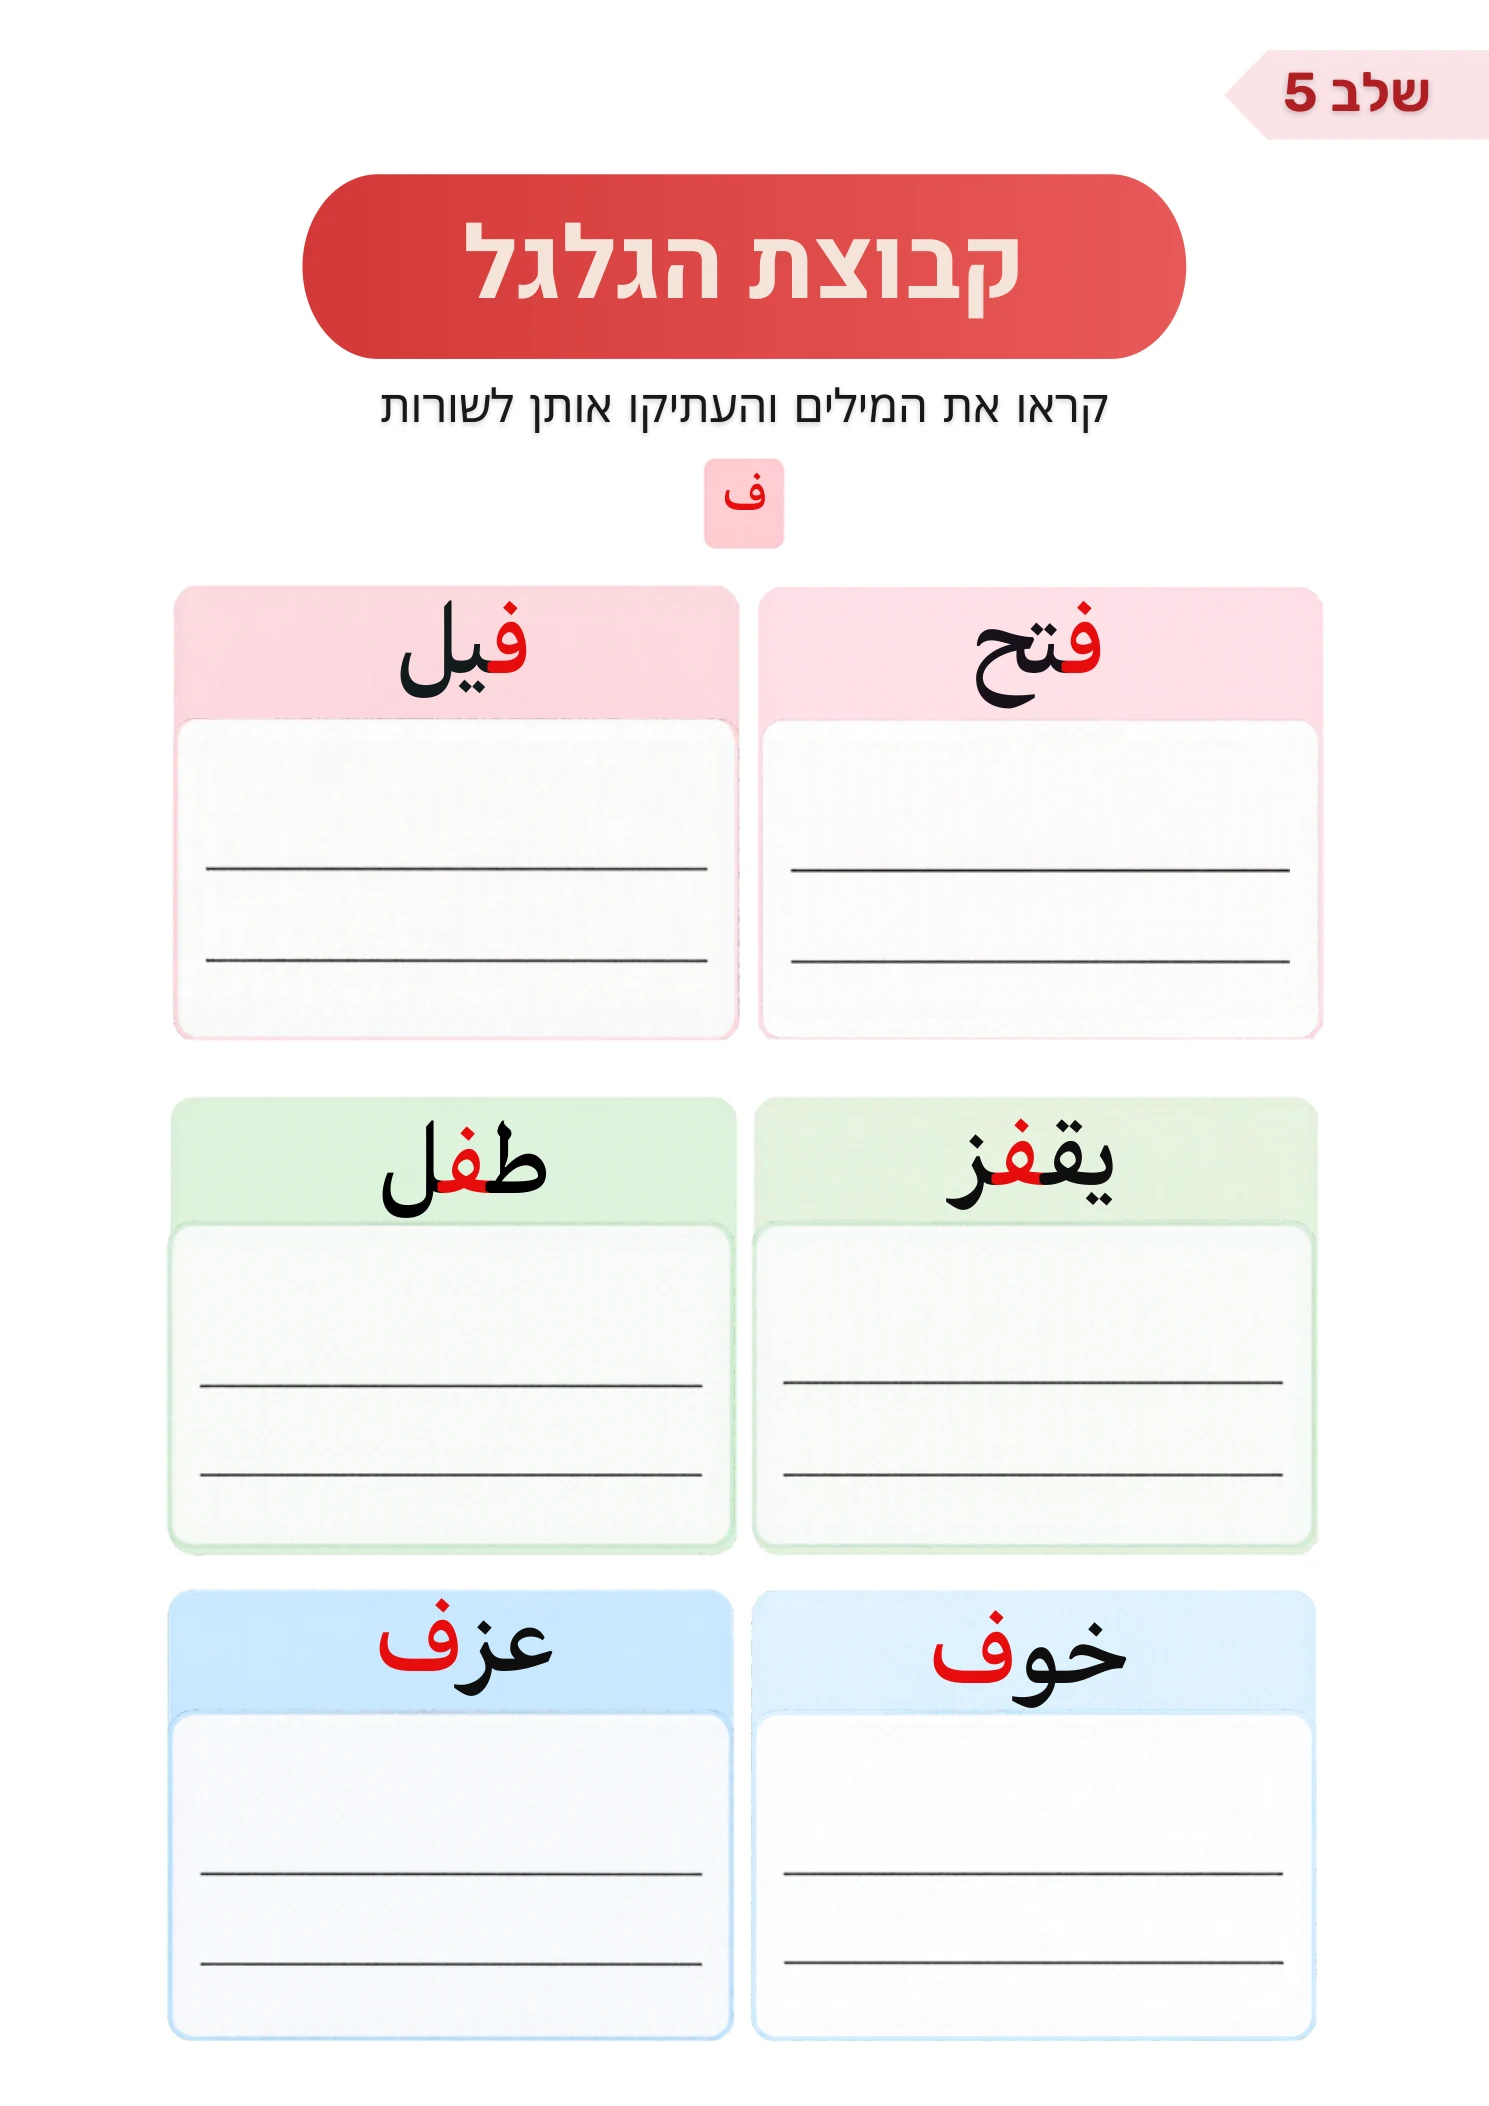 שלב 5
קבוצת הגלגל
קראו את המילים והעתיקו אותן לשורות
ف
فتح
فيل
يقفز
طفل
خوف
عزف